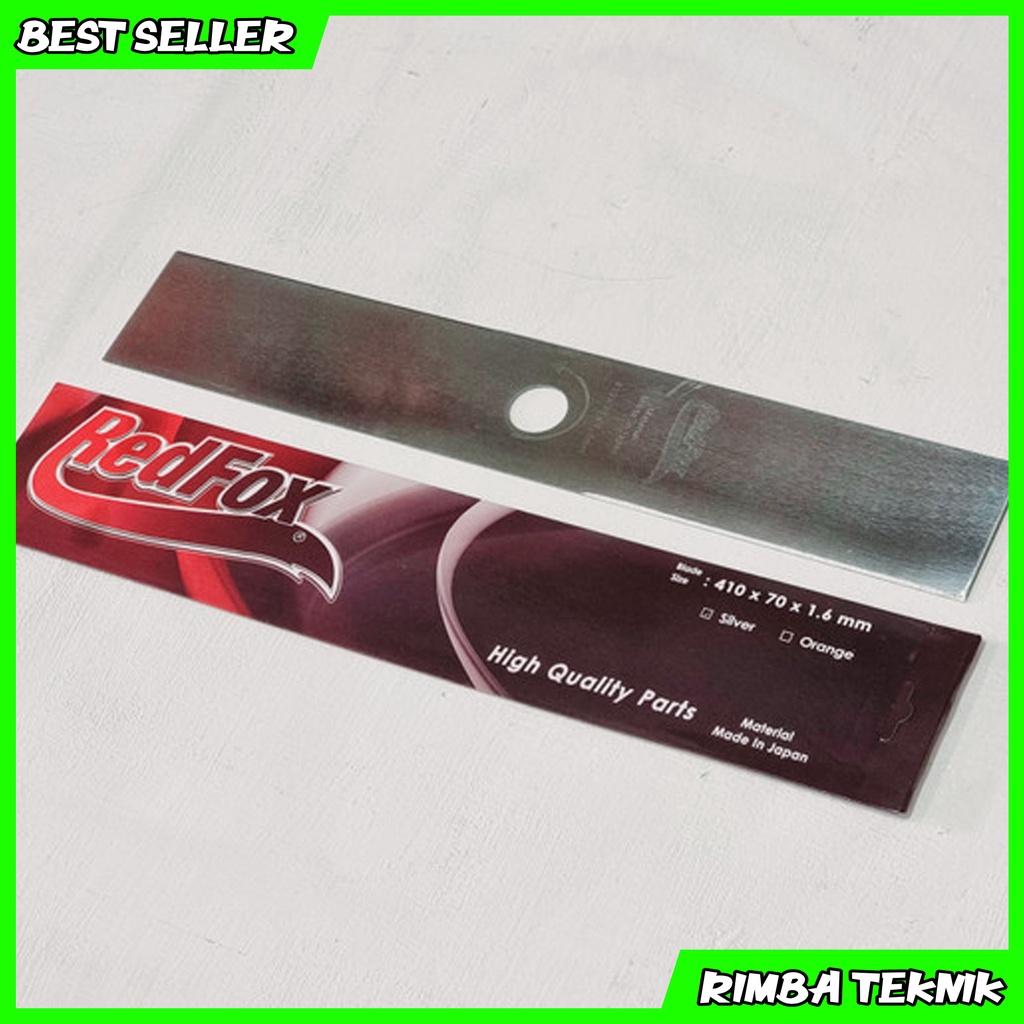 BEST SELLER
RedFox
RedFox®
Blade
Size : 410 x 70 x 1.6 mm
☑ Silver ☐ Orange
High Quality Parts
Material
Made In Japan
RIMBA TEKNIK